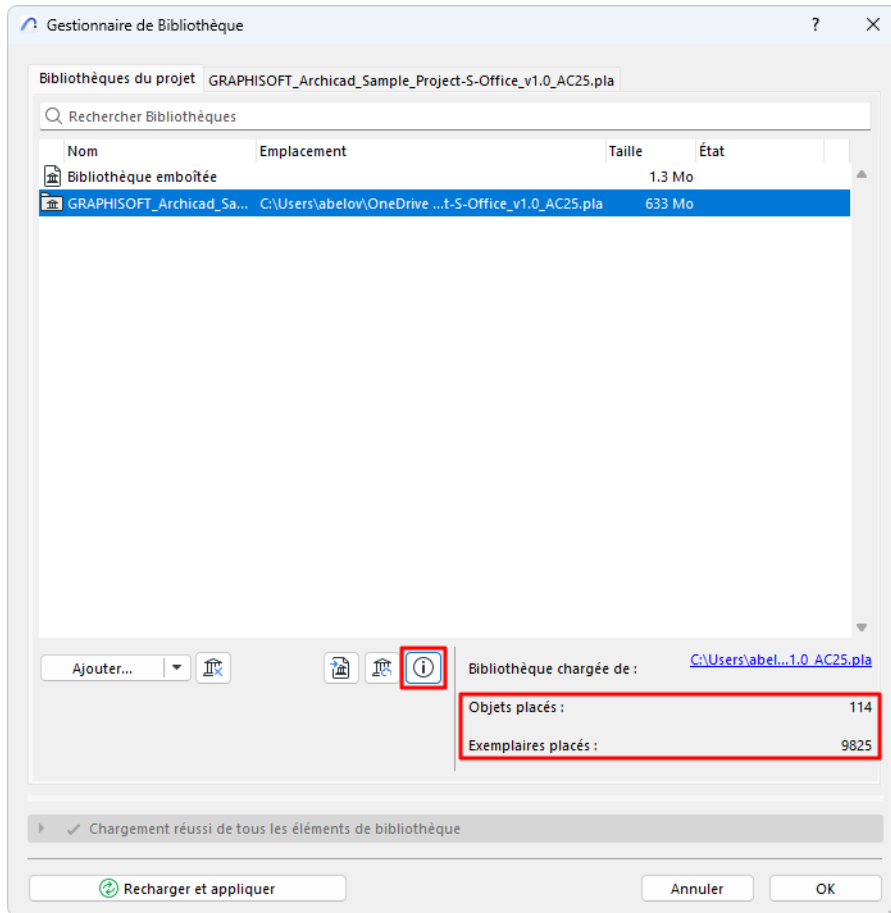 Gestionnaire de Bibliothèque ?
Bibliothèques du projet GRAPHISOFT_Archicad_Sample_Project-S-Office_v1.0_AC25.pla
Rechercher Bibliothèques
Nom Emplacement Taille État
Bibliothèque emboîtée 1.3 Mo
GRAPHISOFT_Archicad_Sa... C:\Users\abelov\OneDrive ...t-S-Office_v1.0_AC25.pla 633 Mo
Ajouter... Bibliothèque chargée de : C:\Users\abel...1.0_AC25.pla
Objets placés : 114
Exemplaires placés : 9825
Chargement réussi de tous les éléments de bibliothèque
Recharger et appliquer Annuler OK